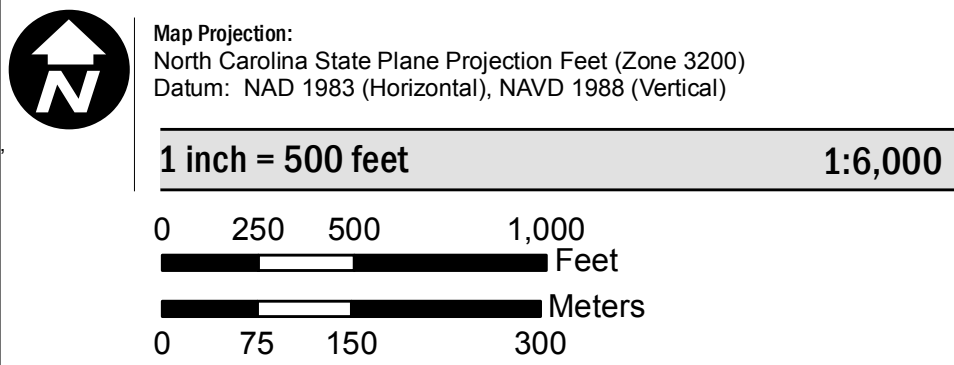 N
Map Projection:
North Carolina State Plane Projection Feet (Zone 3200)
Datum: NAD 1983 (Horizontal), NAVD 1988 (Vertical)
,
1 inch = 500 feet 1:6,000
0 250 500 1,000
Feet
Meters
0 75 150 300